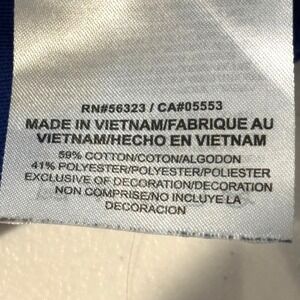 RN#56323 / CA#05553
MADE IN VIETNAM/FABRIQUE AU
VIETNAM/HECHO EN VIETNAM
59% COTTON/COTON/ALGODON
41% POLYESTER/POLYESTER/POLIESTER
EXCLUSIVE OF DECORATION/DECORATION
NON COMPRISE/NO INCLUYE LA
DECORACION